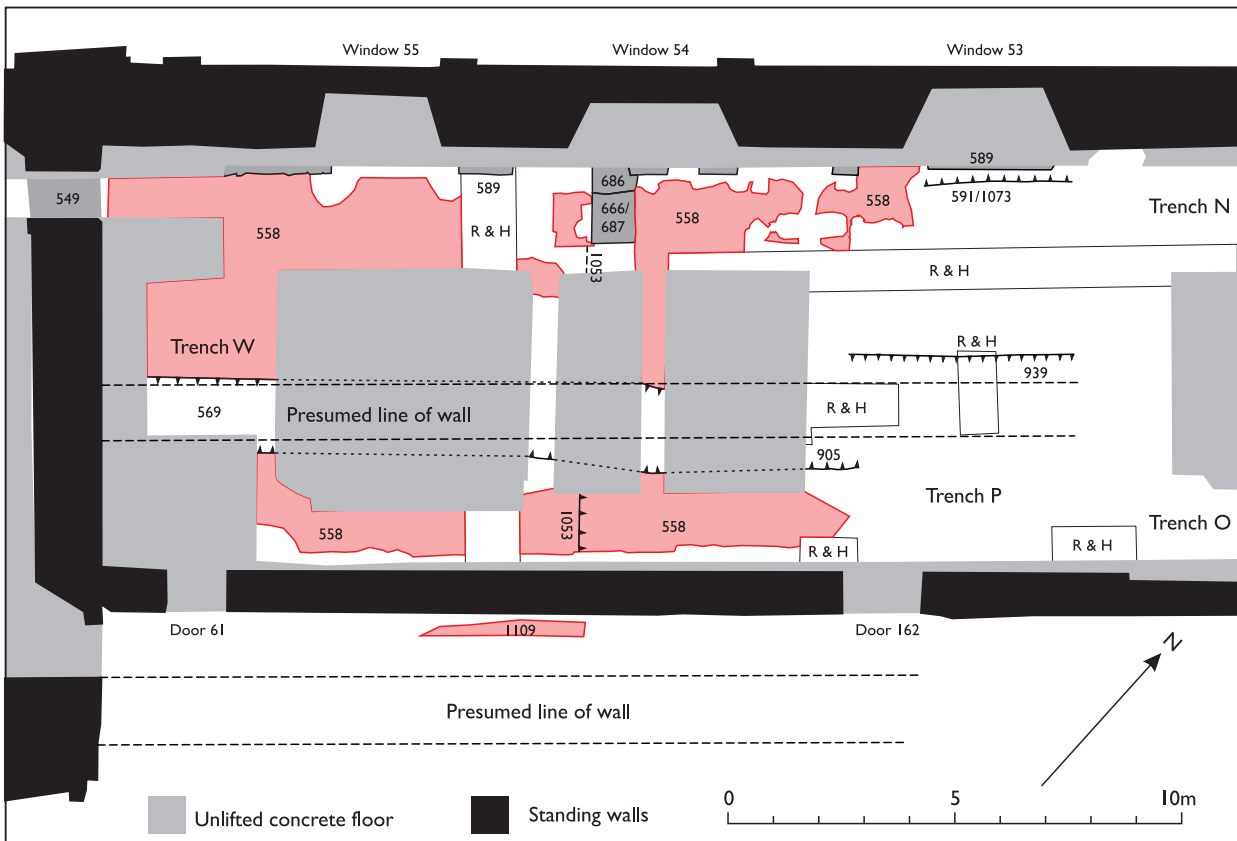 Window 55
Window 54
Window 53
589
549
589
686
591/1073
666/
687
Trench N
558
R & H
558
558
1053
R & H
Trench W
R & H
939
569
Presumed line of wall
R & H
905
Trench P
1053
558
558
Trench O
R & H
R & H
Door 61
1109
Door 162
N
Presumed line of wall
0
5
10m
Unlifted concrete floor
Standing walls